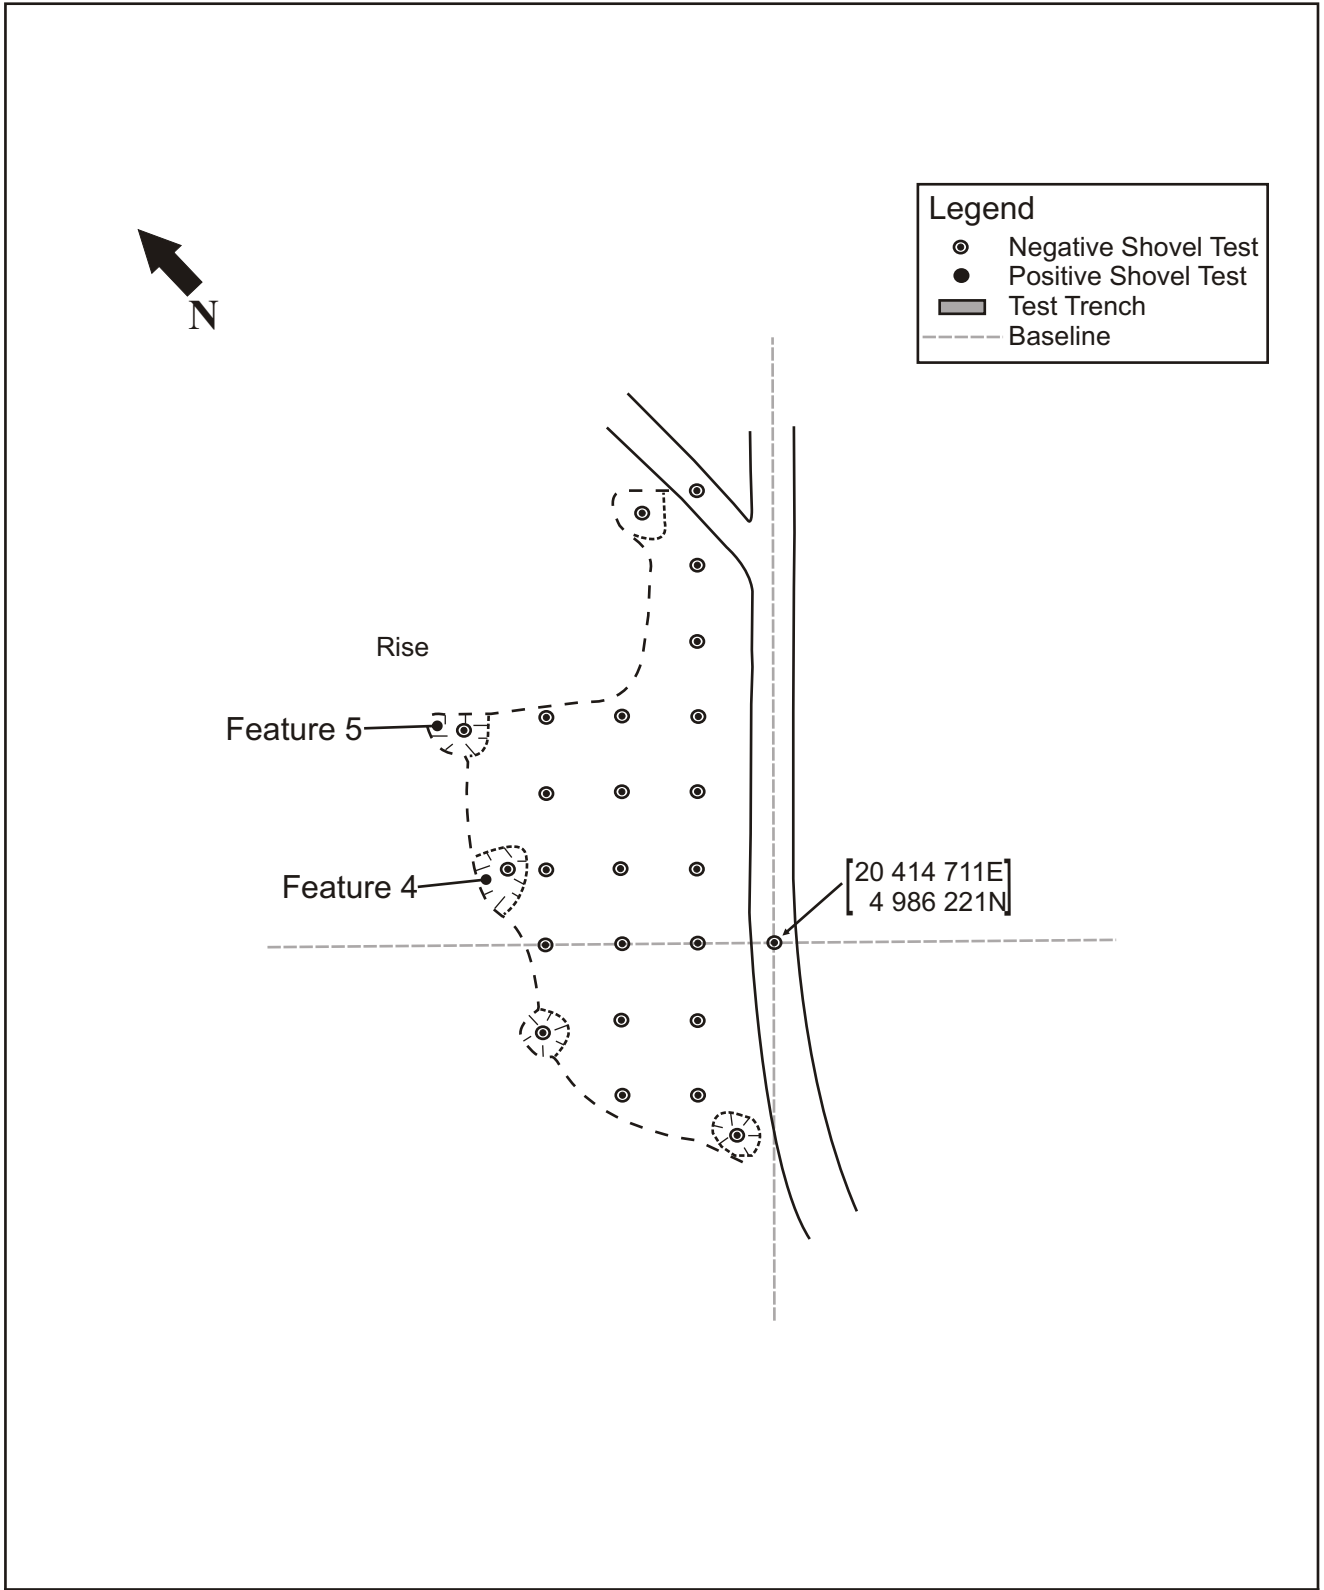 Legend
Negative Shovel Test
Positive Shovel Test
Test Trench
Baseline
N
Rise
Feature 5
Feature 4
[20 414 711E]
[4 986 221N]